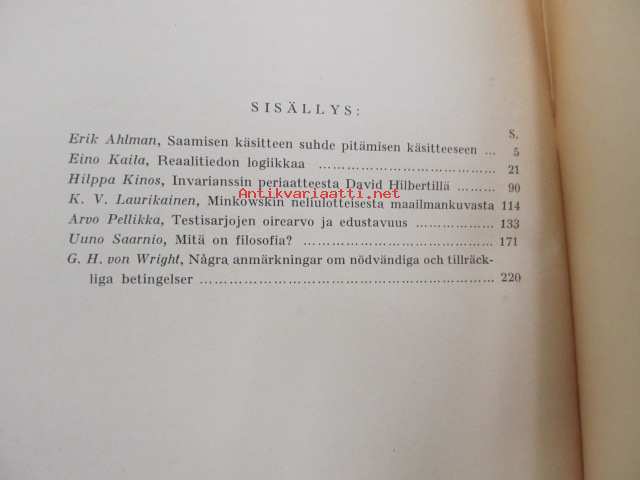 SISÄLLYS:
S.
Erik Ahlman, Saamisen käsitteen suhde pitämisen käsitteeseen ... 5
Eino Kaila, Reaalitiedon logiikkaa ........................ 21
Hilppa Kinos, Invarianssin periaatteesta David Hilbertillä ........ 90
Antikvariaatti.net
K. V. Laurikainen, Minkowskin neliulotteisesta maailmankuvasta 114
Arvo Pellikka, Testisarjojen oirearvo ja edustavuus ............ 133
Uuno Saarnio, Mitä on filosofia? ........................ 171
G. H. von Wright, Några anmärkningar om nödvändiga och tillräck-
liga betingelser ........................................ 220